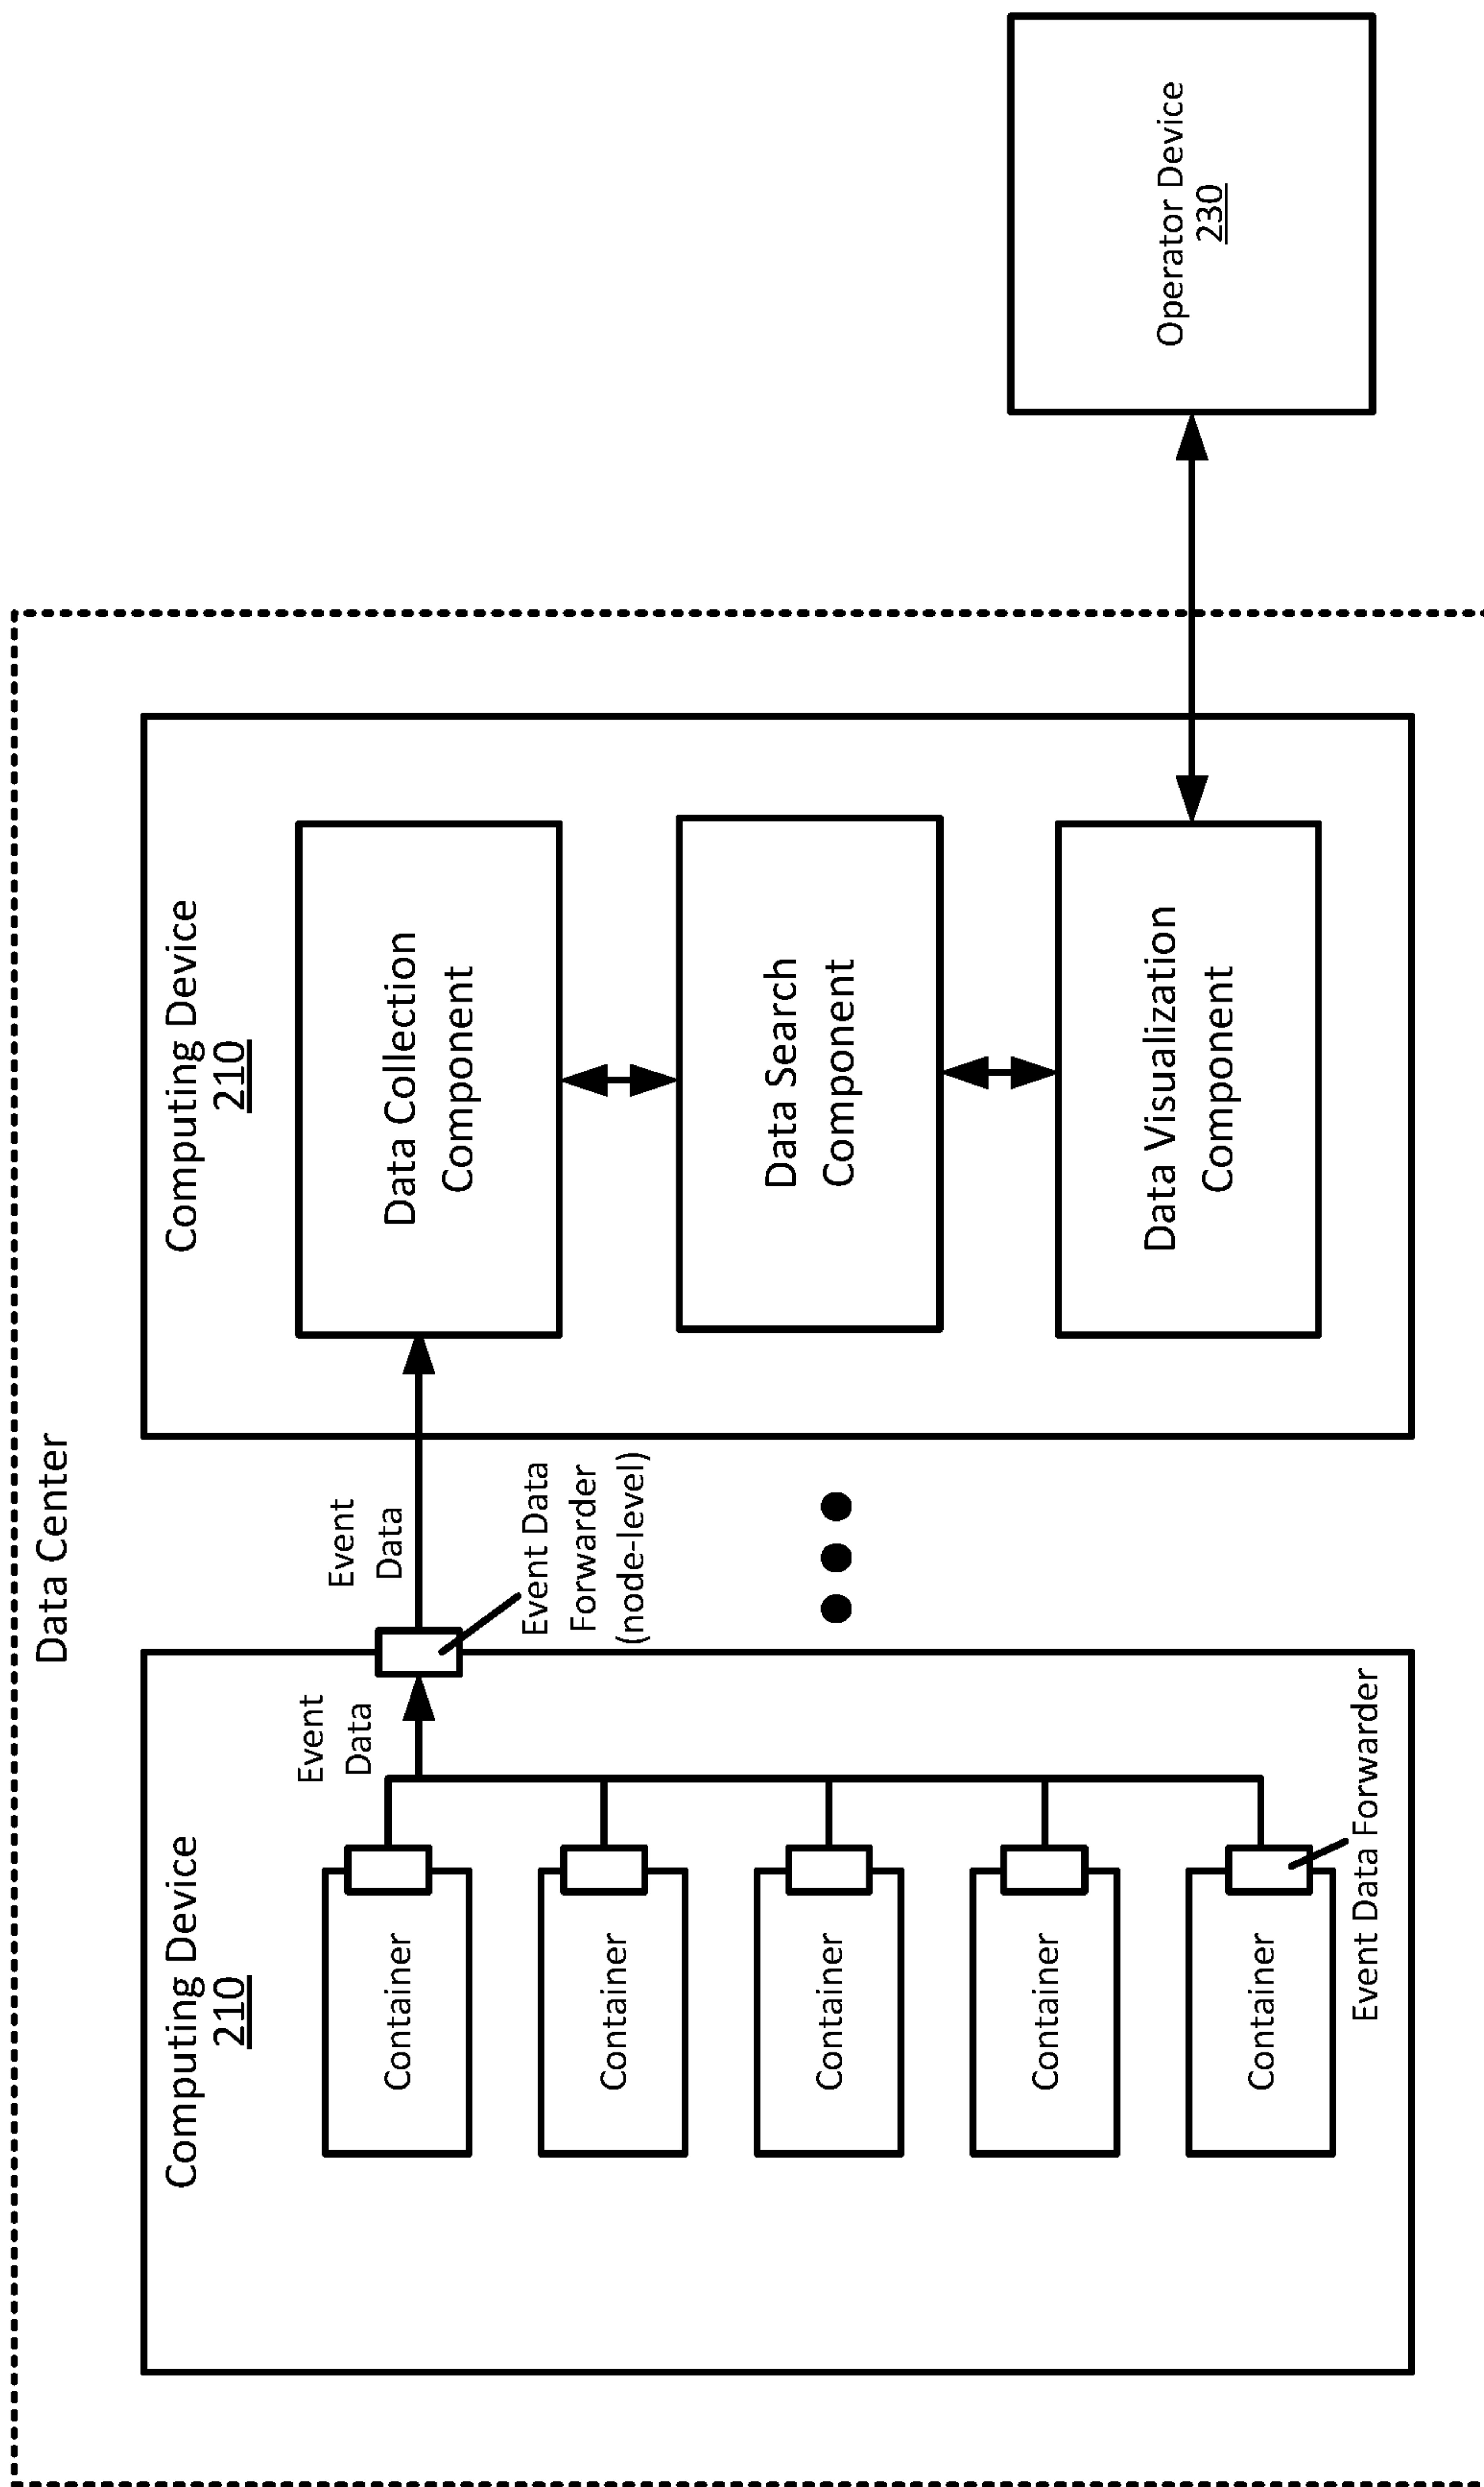 Data Center
Computing Device
210
Container
Container
Container
Container
Container
Event Data Forwarder
Event
Data
Event Data
Forwarder
(node-level)
Event
Data
Computing Device
210
Data Collection
Component
Data Search
Component
Data Visualization
Component
Operator Device
230